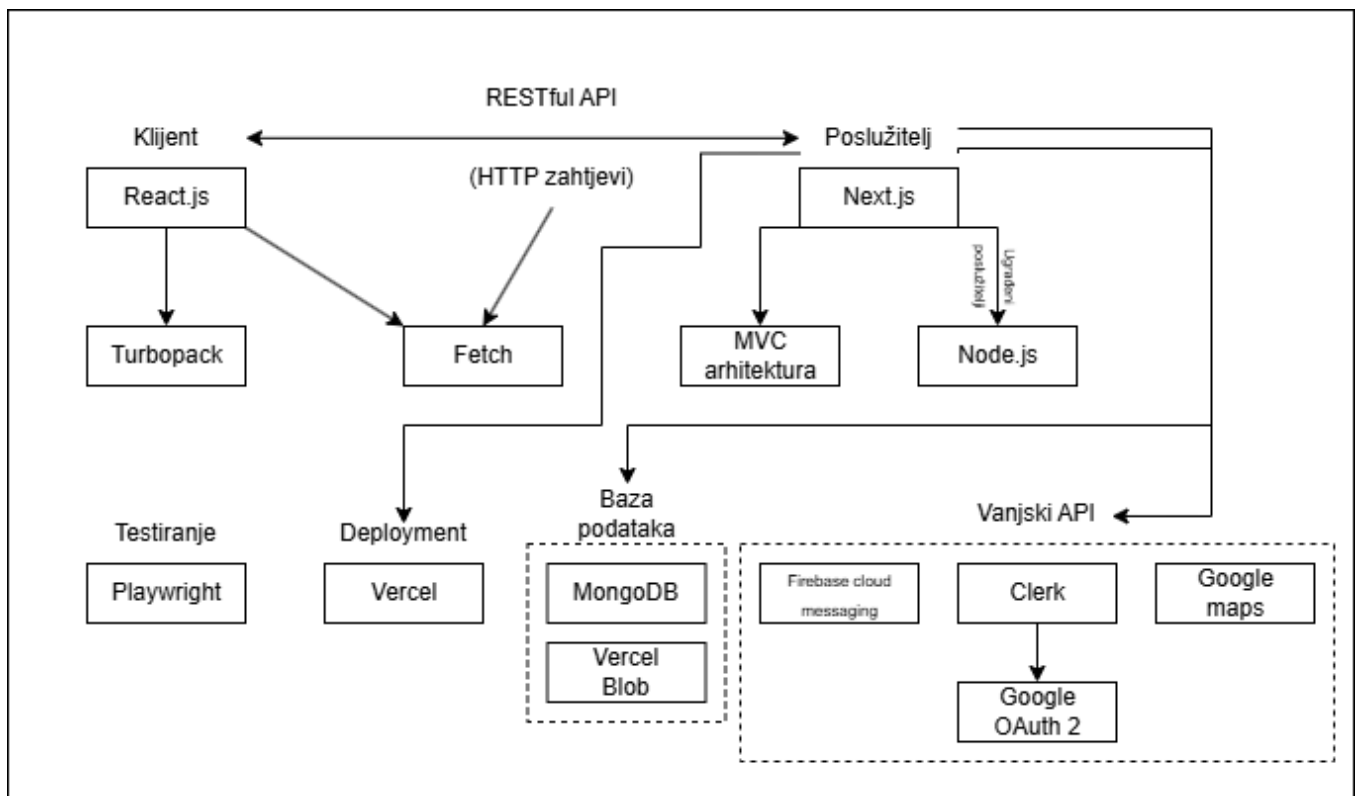 RESTful API
Klijent
Poslužitelj
(HTTP zahtjevi)
React.js
Next.js
Ugrađeni
poslužitelj
Turbopack
Fetch
MVC
arhitektura
Node.js
Baza
podataka
Vanjski API
Testiranje
Deployment
Playwright
Vercel
MongoDB
Firebase cloud
messaging
Clerk
Google
maps
Vercel
Blob
Google
OAuth 2